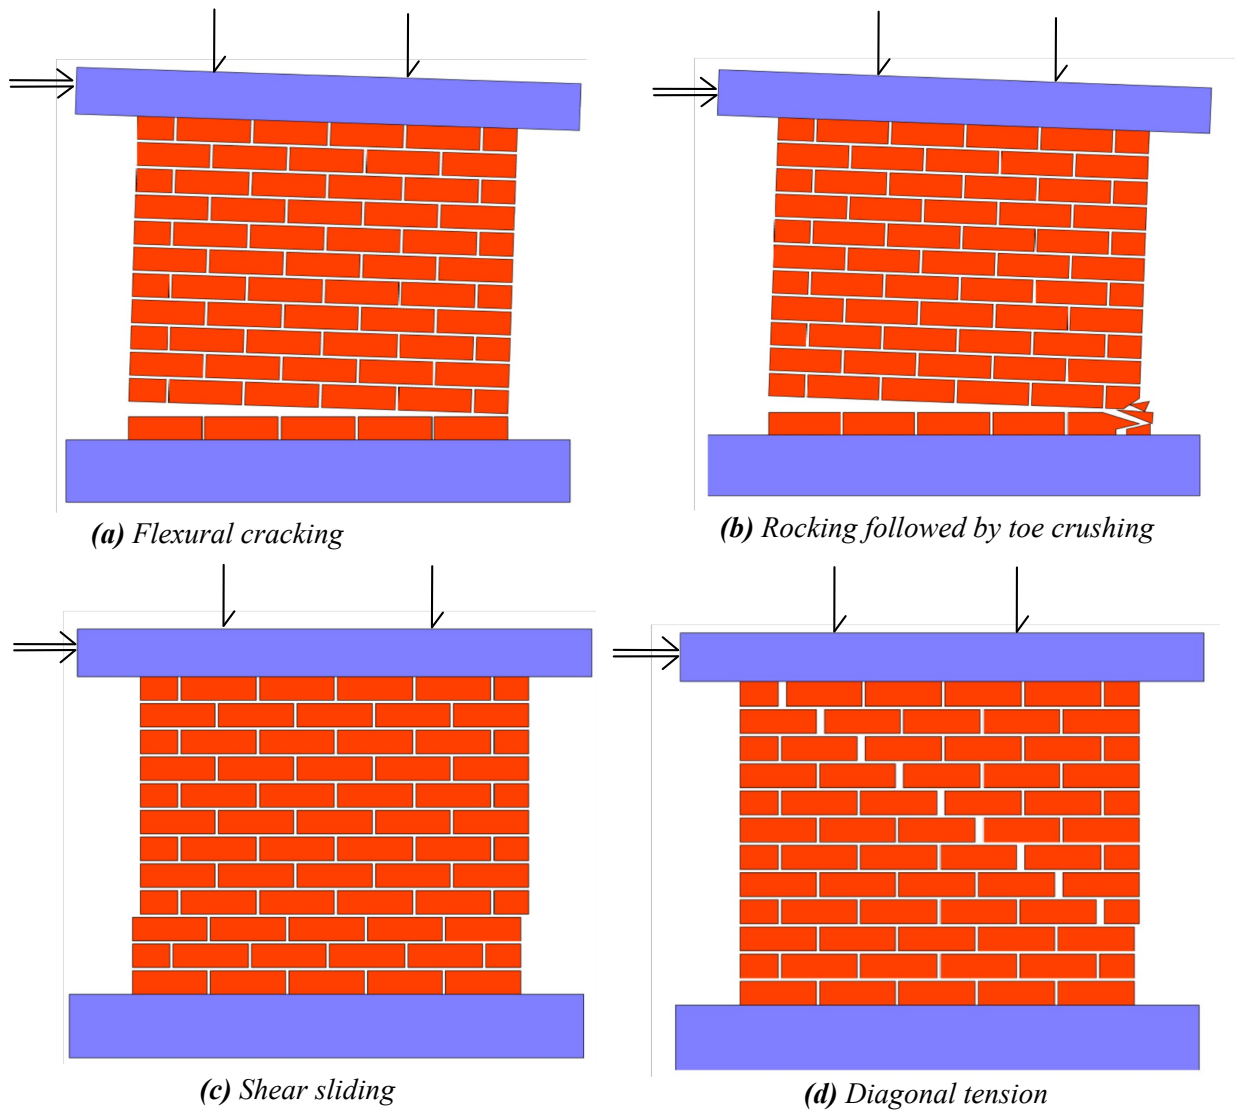 (a) Flexural cracking
(b) Rocking followed by toe crushing
(c) Shear sliding
(d) Diagonal tension